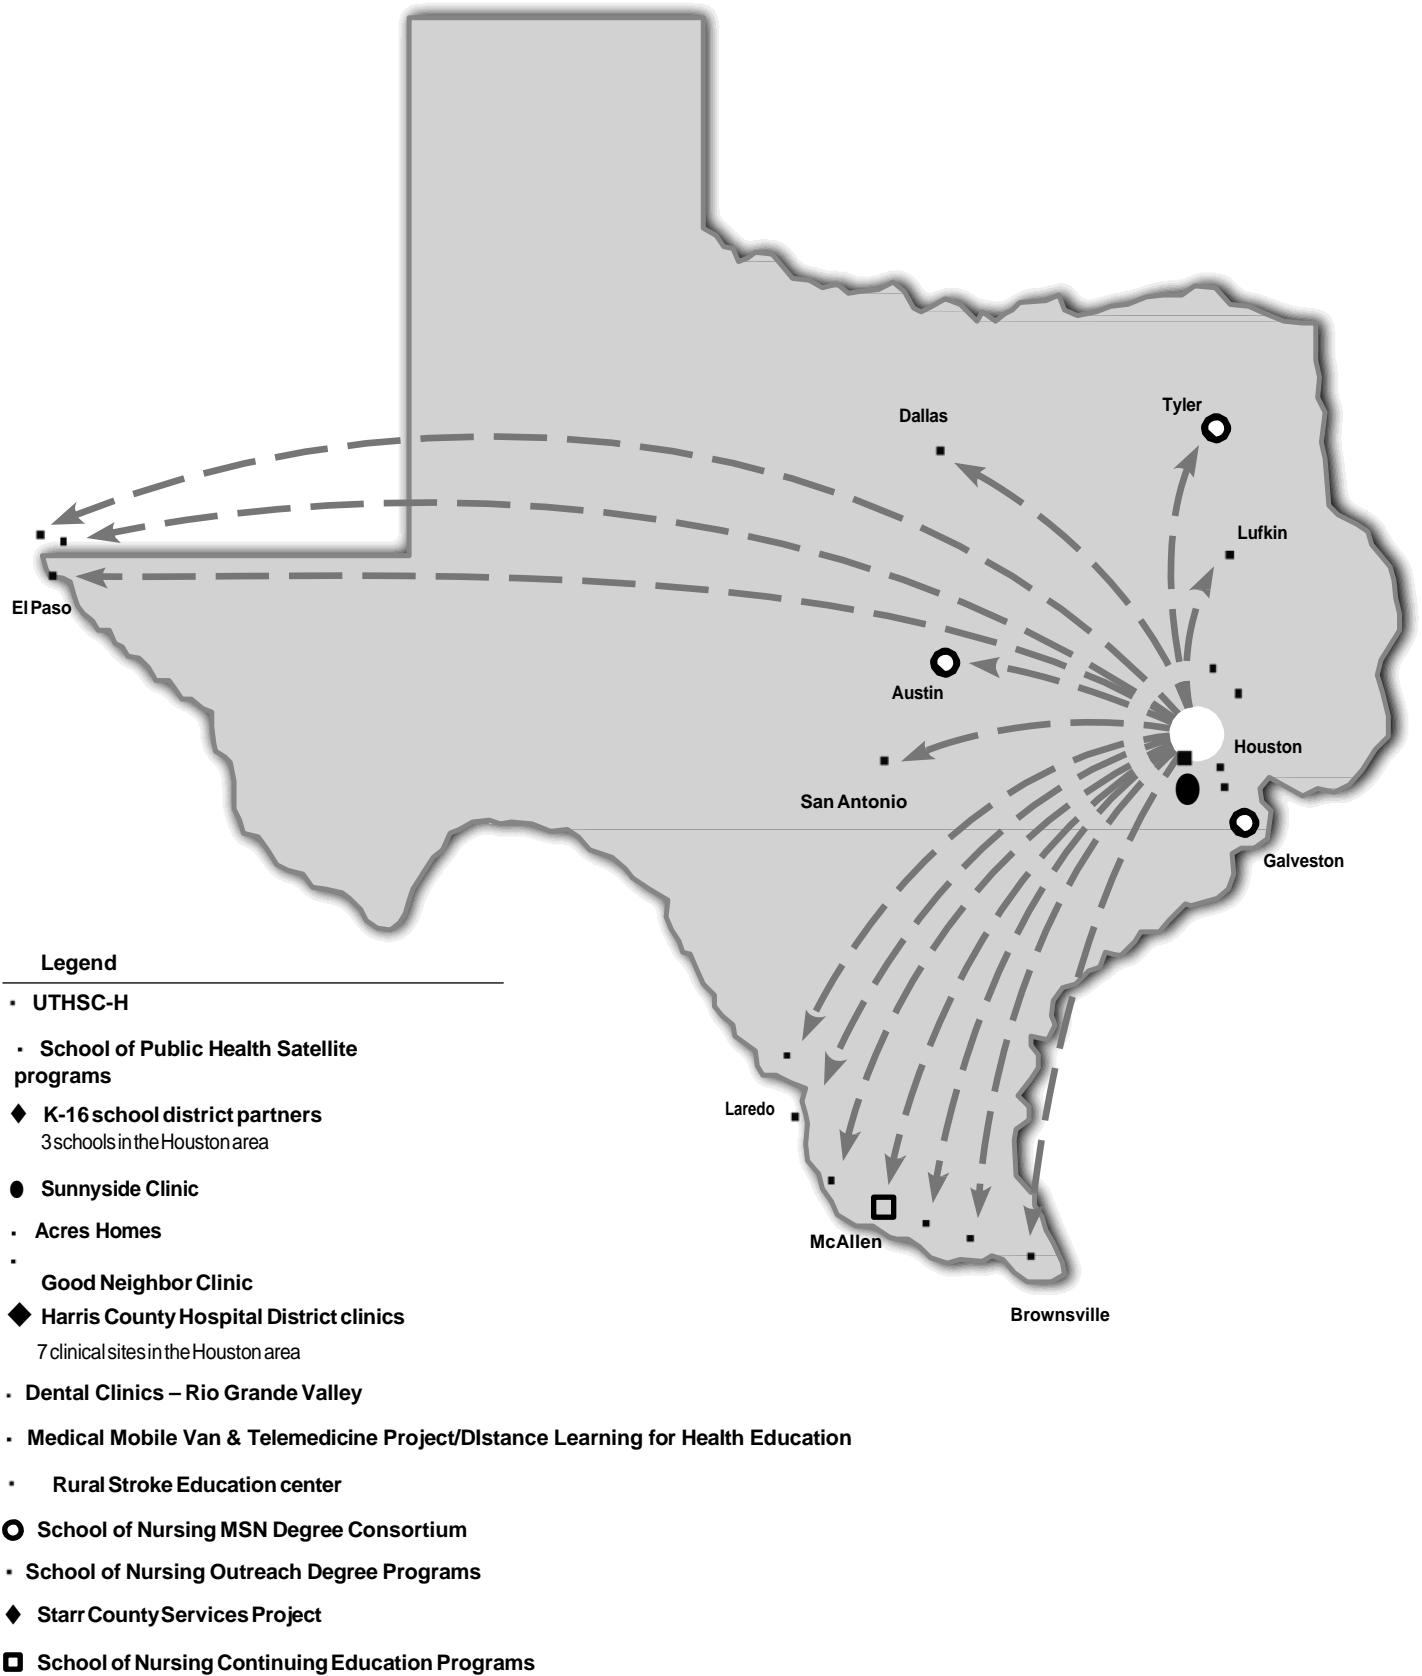 Dallas
Tyler
Lufkin
El Paso
Austin
Houston
San Antonio
Galveston
Laredo
McAllen
Brownsville
Legend
UTHSC-H
School of Public Health Satellite
programs
K-16 school district partners
3 schools in the Houston area
Sunnyside Clinic
Acres Homes
Good Neighbor Clinic
Harris County Hospital District clinics
7 clinical sites in the Houston area
Dental Clinics – Rio Grande Valley
Medical Mobile Van & Telemedicine Project/DIstance Learning for Health Education
Rural Stroke Education center
School of Nursing MSN Degree Consortium
School of Nursing Outreach Degree Programs
Starr County Services Project
School of Nursing Continuing Education Programs